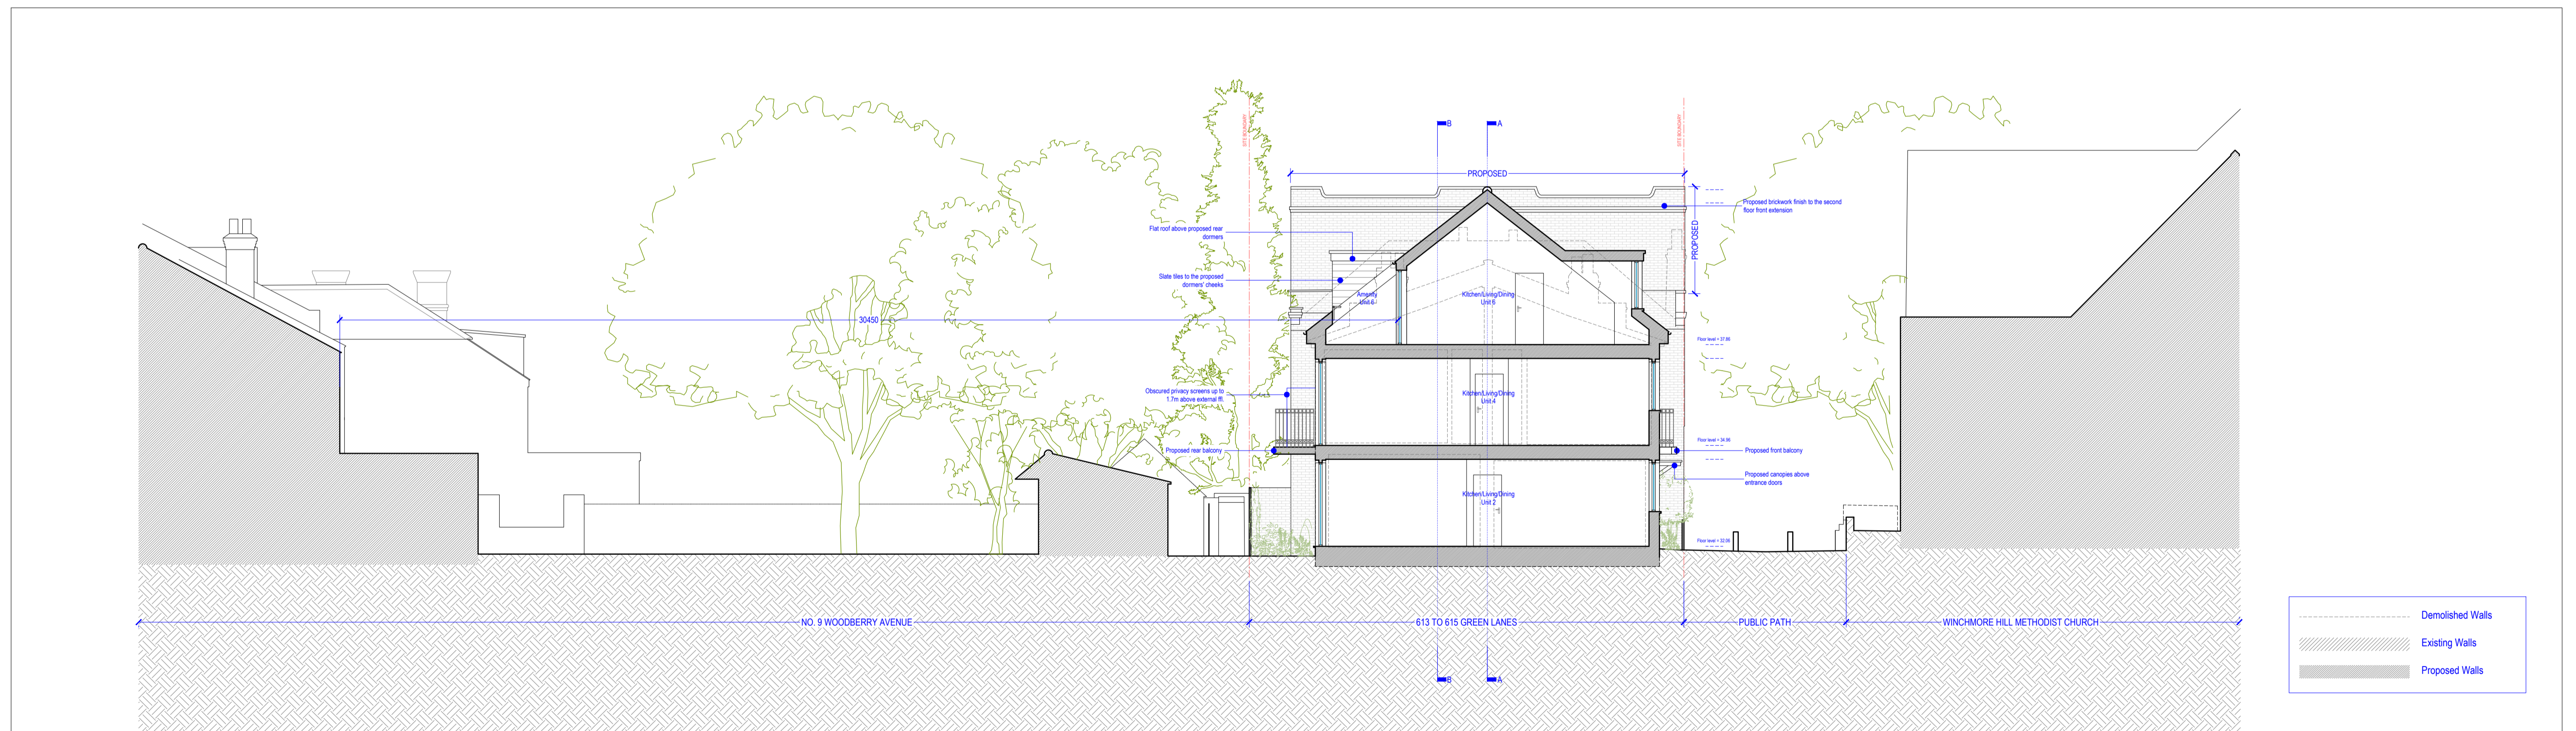 SITE BOUNDARY
SITE BOUNDARY
B
A
PROPOSED
Proposed brickwork finish to the second
floor front extension
Flat roof above proposed rear
dormers
PROPOSED
Slate tiles to the proposed
dormers' cheeks
Amenity
Unit 6
Kitchen/Living/Dining
Unit 6
30450
Floor level = 37.86
Obscured privacy screens up to
1.7m above external ffl.
Kitchen/Living/Dining
Unit 4
Floor level = 34.96
Proposed rear balcony
Proposed front balcony
Proposed canopies above
entrance doors
Kitchen/Living/Dining
Unit 2
Floor level = 32.06
NO. 9 WOODBERRY AVENUE
613 TO 615 GREEN LANES
PUBLIC PATH
WINCHMORE HILL METHODIST CHURCH
B
A
Demolished Walls
Existing Walls
Proposed Walls